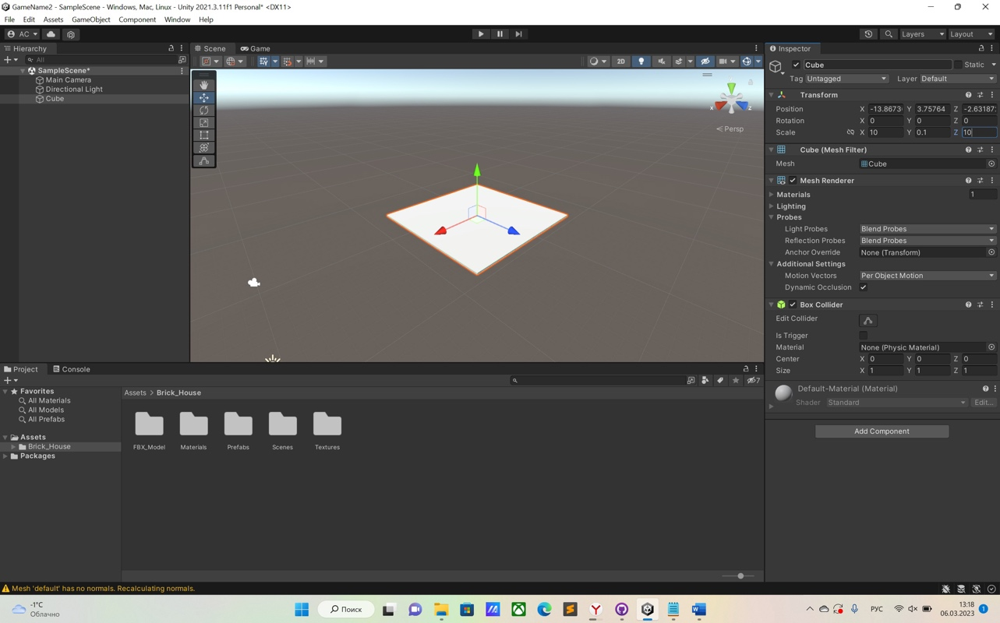 GameName2 - SampleScene - Windows, Mac, Linux - Unity 2021.3.11f1 Personal* <DX11>
File Edit Assets GameObject Component Window Help
AC Layers Layout
Hierarchy
All
SampleScene*
Main Camera
Directional Light
Cube
Scene Game
2D
x z
Persp
Inspector
Cube Static
Tag Untagged Layer Default
Transform
Position X -13.8673 Y 3.75764 Z -2.63187
Rotation X 0 Y 0 Z 0
Scale X 10 Y 0.1 Z 10
Cube (Mesh Filter)
Mesh Cube
Mesh Renderer
Materials 1
Lighting
Probes
Light Probes Blend Probes
Reflection Probes Blend Probes
Anchor Override None (Transform)
Additional Settings
Motion Vectors Per Object Motion
Dynamic Occlusion
Box Collider
Edit Collider
Is Trigger
Material None (Physic Material)
Center X 0 Y 0 Z 0
Size X 1 Y 1 Z 1
Default-Material (Material)
Shader Standard Edit...
Add Component
Project Console
7
Favorites
All Materials
All Models
All Prefabs
Assets
Brick_House
Packages
Assets > Brick_House
FBX_Model Materials Prefabs Scenes Textures
Mesh 'default' has no normals. Recalculating normals.
-1°C
Облачно
Поиск
РУС
13:18
06.03.2023
1